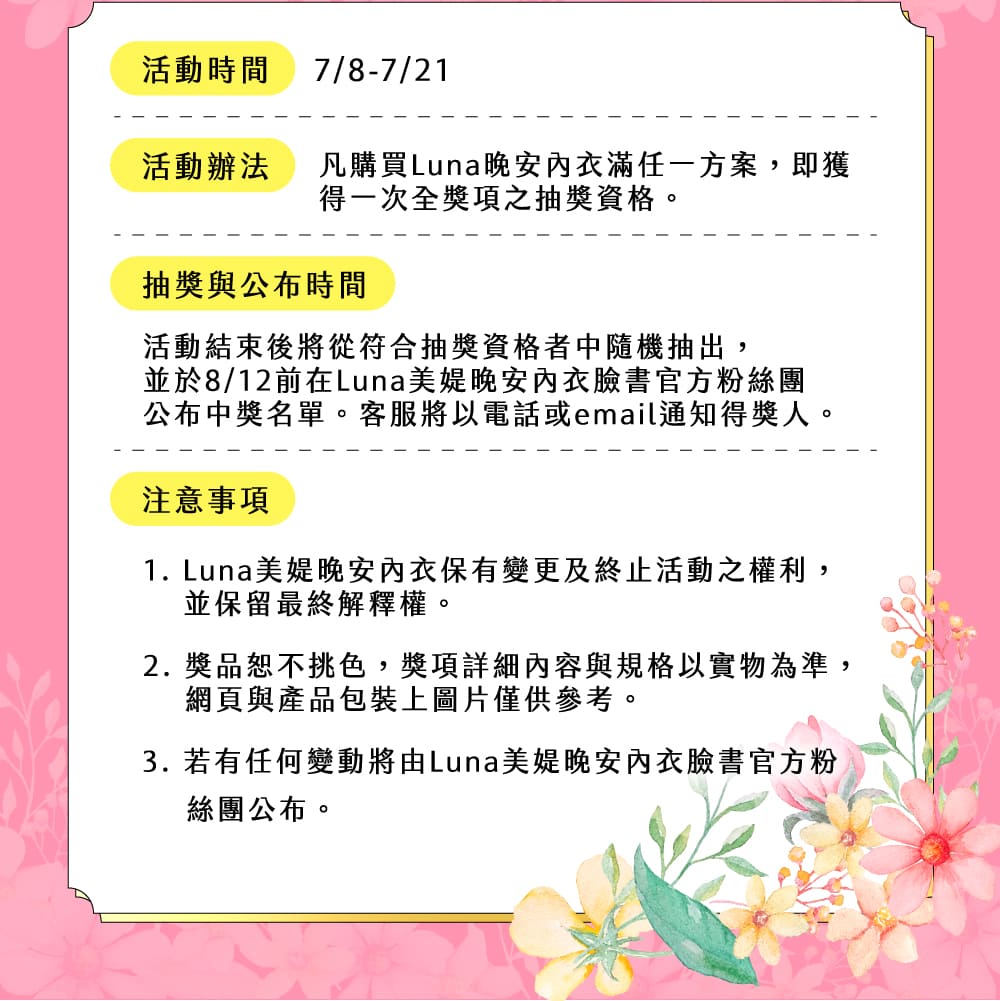 活動時間 7/8-7/21
活動辦法 凡購買Luna晚安內衣滿任一方案，即獲
得一次全獎項之抽獎資格。
抽獎與公布時間
活動結束後將從符合抽獎資格者中隨機抽出，
並於8/12前在Luna美媞晚安內衣臉書官方粉絲團
公布中獎名單。客服將以電話或email通知得獎人。
注意事項
1. Luna美媞晚安內衣保有變更及終止活動之權利，
並保留最終解釋權。
2. 獎品恕不挑色，獎項詳細內容與規格以實物為準，
網頁與產品包裝上圖片僅供參考。
3. 若有任何變動將由Luna美媞晚安內衣臉書官方粉
絲團公布。